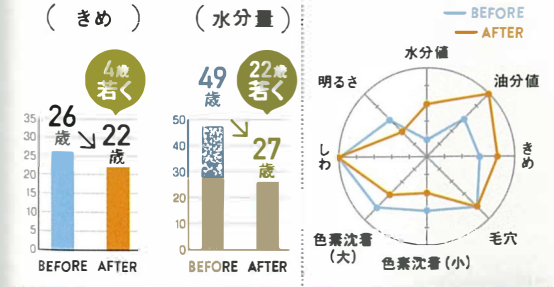 ( きめ )
4歳
若く
26
歳
22
歳
35
30
25
20
15
10
5
0
BEFORE
AFTER
( 水分量 )
49
歳
22歳
若く
27
歳
50
40
30
20
10
0
BEFORE
AFTER
BEFORE
AFTER
水分値
油分値
きめ
毛穴
色素沈着(小)
色素沈着
(大)
しわ
明るさ